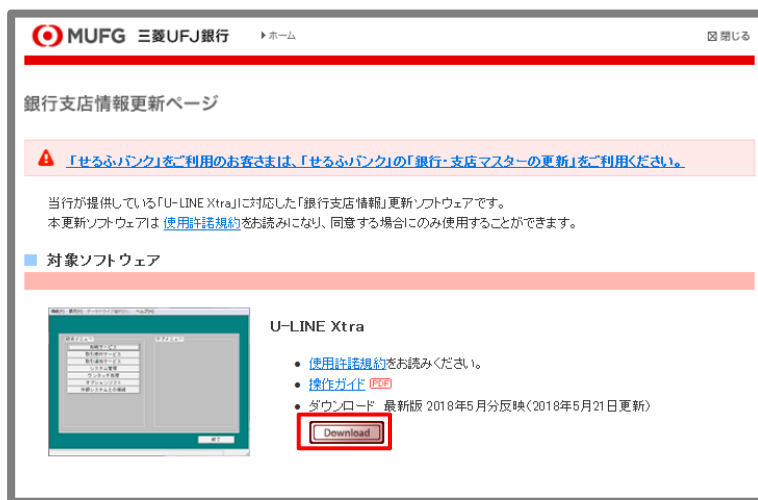 MUFG 三菱UFJ銀行 ホーム 閉じる
銀行支店情報更新ページ
「せるふバンク」をご利用のお客さまは、「せるふバンク」の「銀行・支店マスターの更新」をご利用ください。
当行が提供している「U-LINE Xtra」に対応した「銀行支店情報」更新ソフトウェアです。
本更新ソフトウェアは 使用許諾規約をお読みになり、同意する場合にのみ使用することができます。
対象ソフトウェア
U-LINE Xtra
使用許諾規約をお読みください。
操作ガイド PDF
ダウンロード 最新版 2018年5月分反映(2018年5月21日更新)
Download
終了